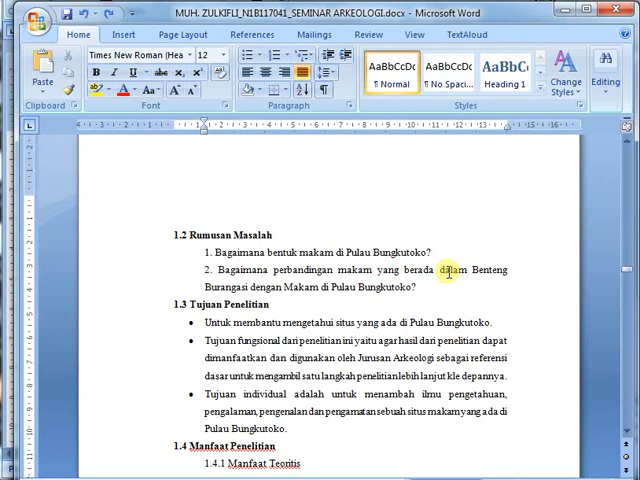 MUH. ZULKIFLI_N1B117041_SEMINAR ARKEOLOGI.docx - Microsoft Word
Home Insert Page Layout References Mailings Review View TextAloud
Times New Roman (Hea 12 AaBbCcDc AaBbCcDc AaBbCc
Paste B I U abe x₂ x² ¶ Normal ¶ No Spaci... Heading 1 Change Styles Editing
Aa A A
Clipboard Font Paragraph Styles
1.2 Rumusan Masalah
1. Bagaimana bentuk makam di Pulau Bungkutoko?
2. Bagaimana perbandingan makam yang berada dalam Benteng
Burangasi dengan Makam di Pulau Bungkutoko?
1.3 Tujuan Penelitian
• Untuk membantu mengetahui situs yang ada di Pulau Bungkutoko.
• Tujuan fungsional dari penelitian ini yaitu agar hasil dari penelitian dapat
dimanfaatkan dan digunakan oleh Jurusan Arkeologi sebagai referensi
dasar untuk mengambil satu langkah penelitian lebih lanjut kle depannya.
• Tujuan individual adalah untuk menambah ilmu pengetahuan,
pengalaman, pengenalan dan pengamatan sebuah situs makam yang ada di
Pulau Bungkutoko.
1.4 Manfaat Penelitian
1.4.1 Manfaat Teoritis